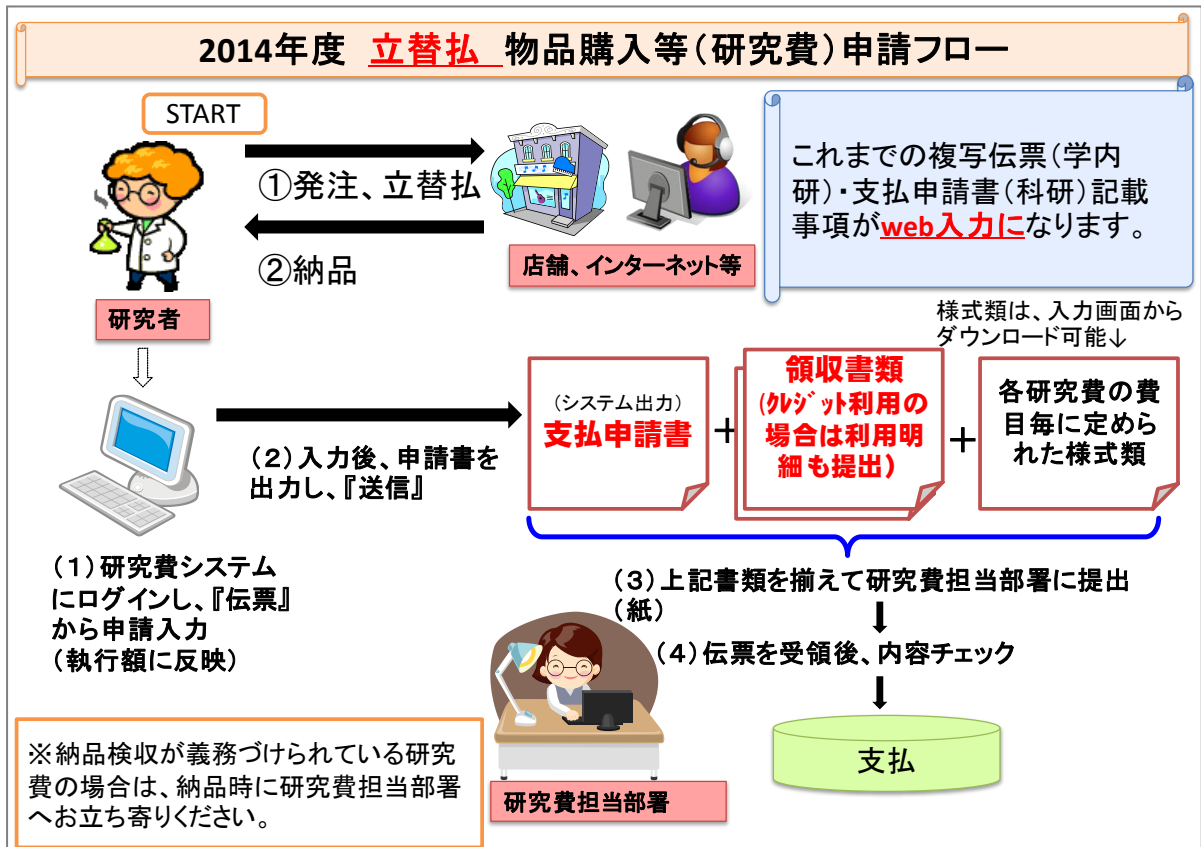 2014年度 立替払 物品購入等(研究費)申請フロー
START
①発注、立替払
②納品
研究者
店舗、インターネット等
これまでの複写伝票(学内
研)・支払申請書(科研)記載
事項がweb入力になります。
様式類は、入力画面から
ダウンロード可能↓
(システム出力)
支払申請書
+
領収書類
(クレジット利用の
場合は利用明
細も提出)
+
各研究費の費
目毎に定めら
れた様式類
(2)入力後、申請書を
出力し、『送信』
(1)研究費システム
にログインし、『伝票』
から申請入力
(執行額に反映)
(3)上記書類を揃えて研究費担当部署に提出
(紙)
(4)伝票を受領後、内容チェック
支払
研究費担当部署
※納品検収が義務づけられている研究
費の場合は、納品時に研究費担当部署
へお立ち寄りください。